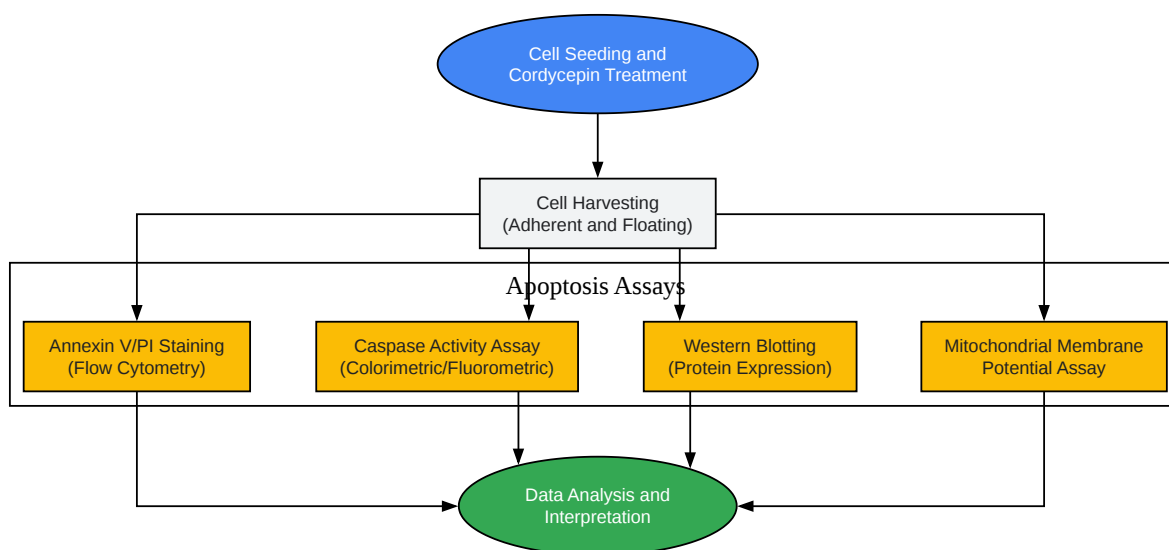 Cell Seeding and
Cordycepin Treatment
Cell Harvesting
(Adherent and Floating)
Apoptosis Assays
Annexin V/PI Staining
(Flow Cytometry)
Caspase Activity Assay
(Colorimetric/Fluorometric)
Western Blotting
(Protein Expression)
Mitochondrial Membrane
Potential Assay
Data Analysis and
Interpretation